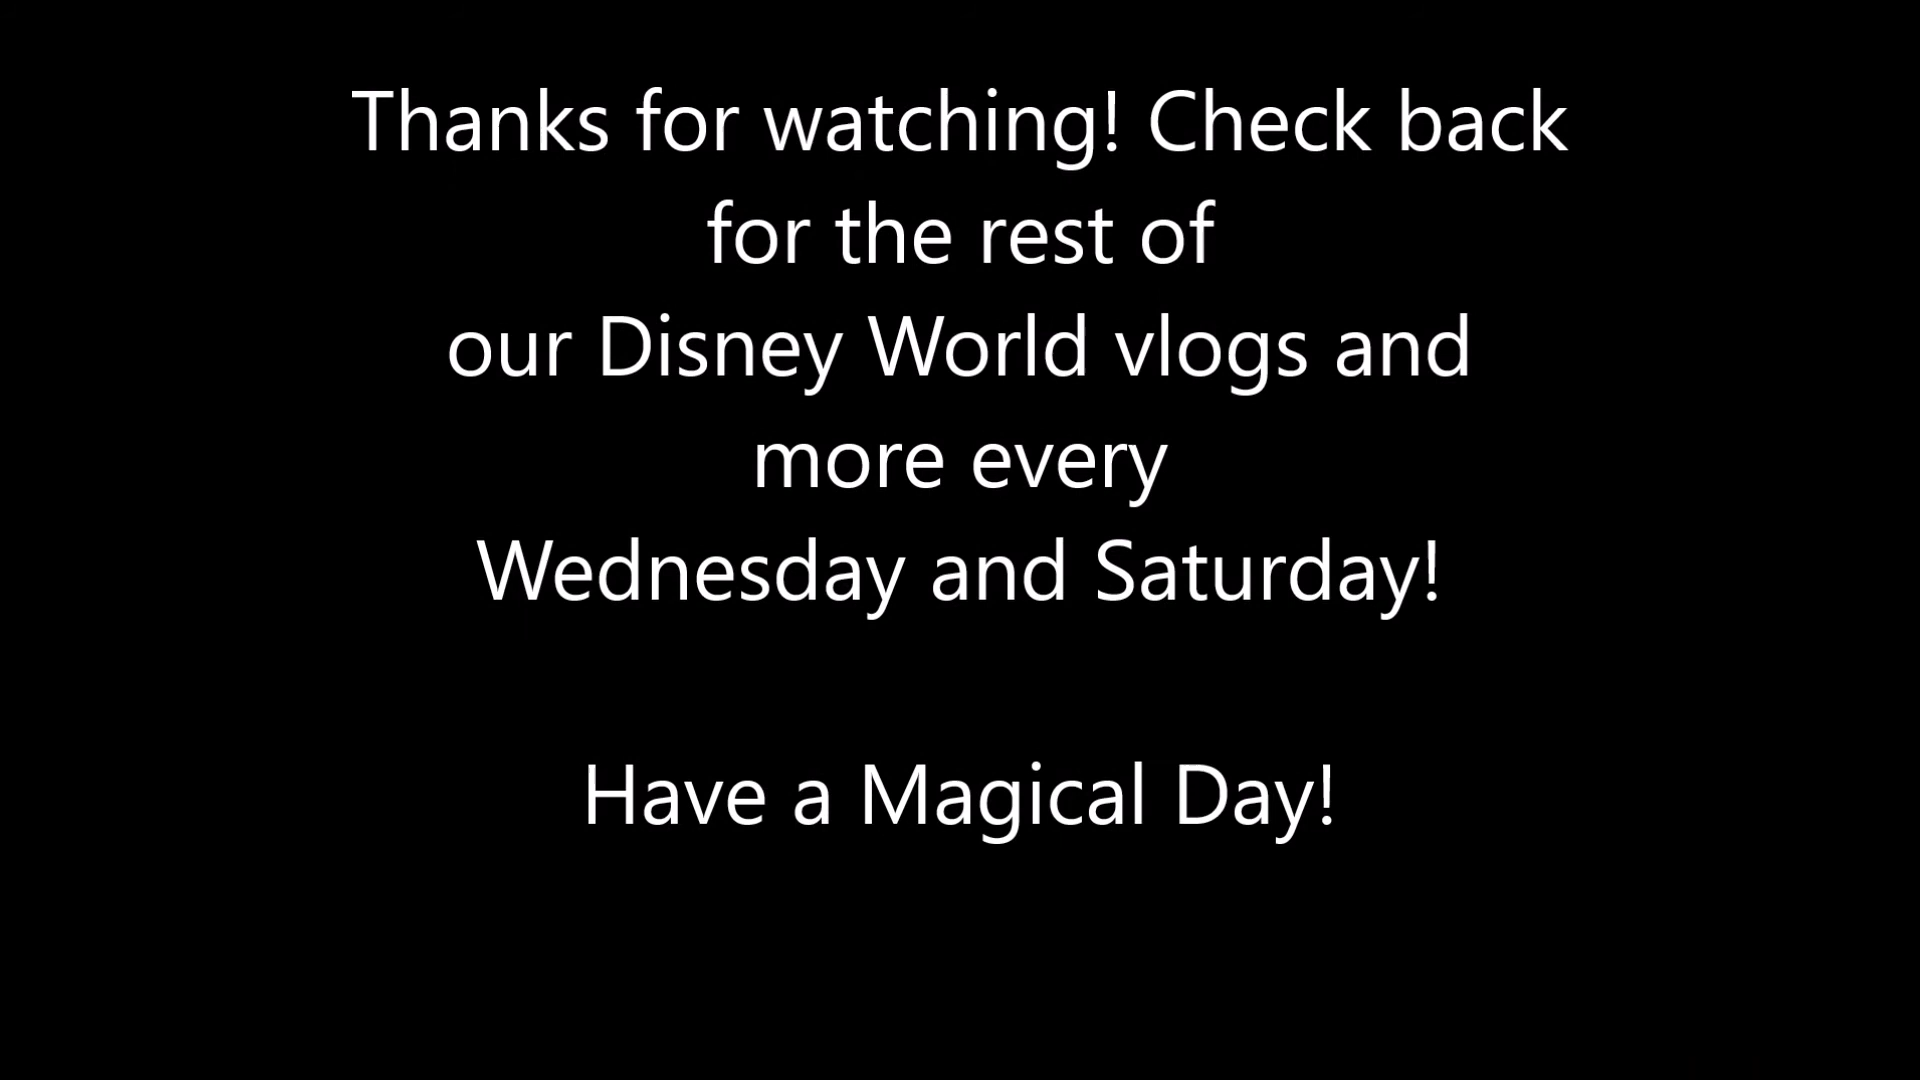 Thanks for watching! Check back
for the rest of
our Disney World vlogs and
more every
Wednesday and Saturday!
Have a Magical Day!